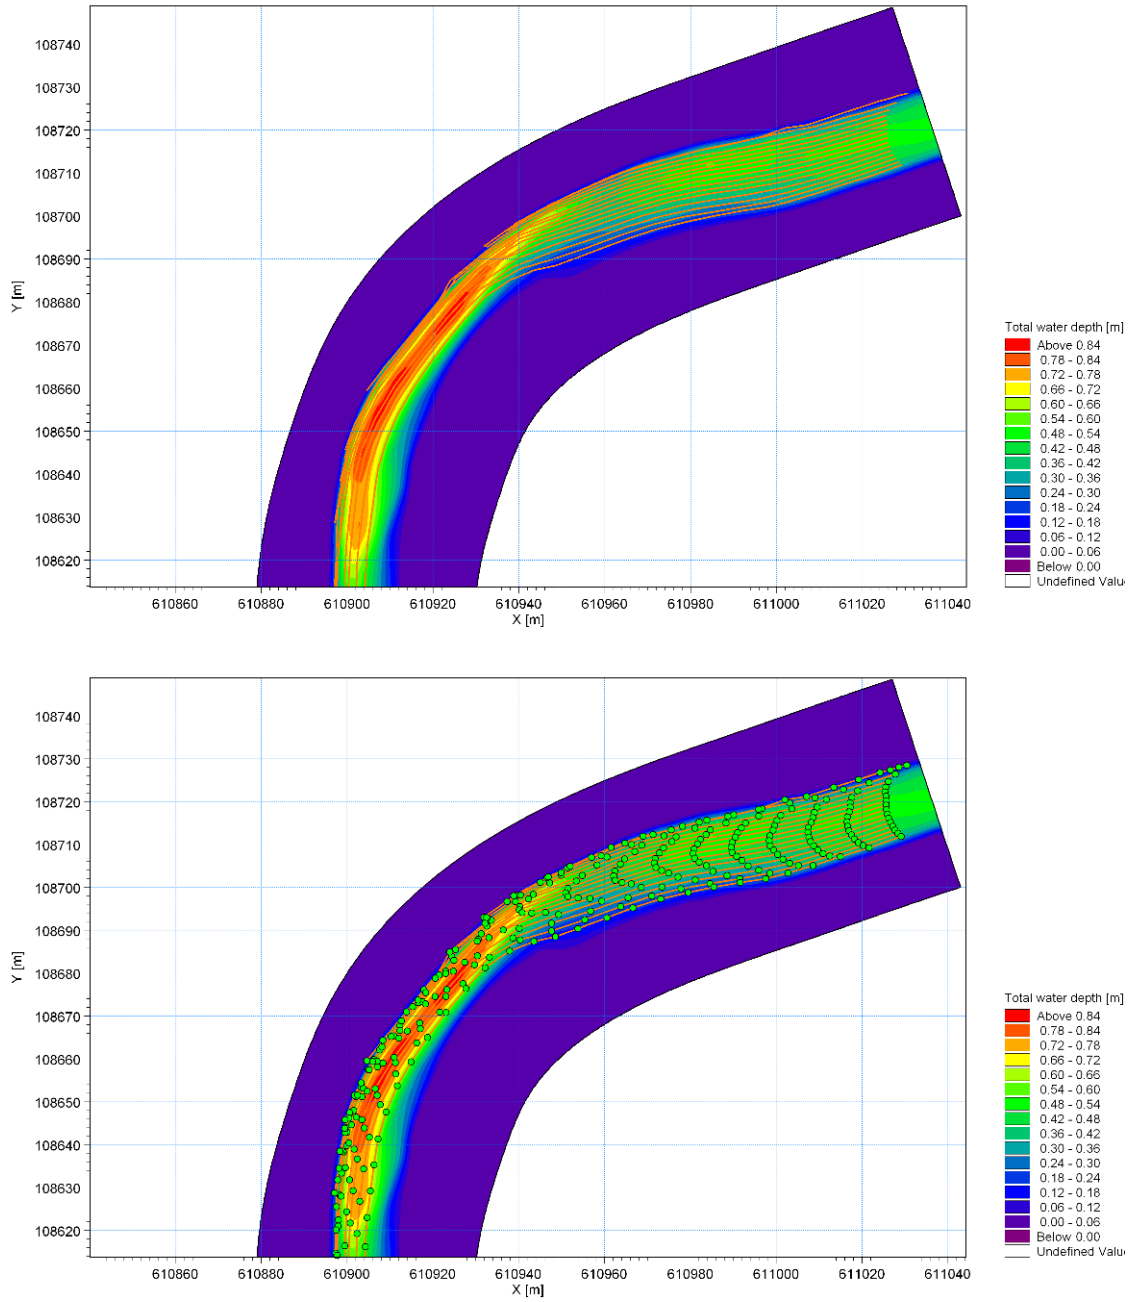 108740
108730
108720
108710
108700
108690
108680
108670
108660
108650
108640
108630
108620
Y [m]
610860 610880 610900 610920 610940 610960 610980 611000 611020 611040
X [m]
Total water depth [m]
Above 0.84
0.78 - 0.84
0.72 - 0.78
0.66 - 0.72
0.60 - 0.66
0.54 - 0.60
0.48 - 0.54
0.42 - 0.48
0.36 - 0.42
0.30 - 0.36
0.24 - 0.30
0.18 - 0.24
0.12 - 0.18
0.06 - 0.12
0.00 - 0.06
Below 0.00
Undefined Valu
108740
108730
108720
108710
108700
108690
108680
108670
108660
108650
108640
108630
108620
Y [m]
610860 610880 610900 610920 610940 610960 610980 611000 611020 611040
X [m]
Total water depth [m]
Above 0.84
0.78 - 0.84
0.72 - 0.78
0.66 - 0.72
0.60 - 0.66
0.54 - 0.60
0.48 - 0.54
0.42 - 0.48
0.36 - 0.42
0.30 - 0.36
0.24 - 0.30
0.18 - 0.24
0.12 - 0.18
0.06 - 0.12
0.00 - 0.06
Below 0.00
Undefined Valu